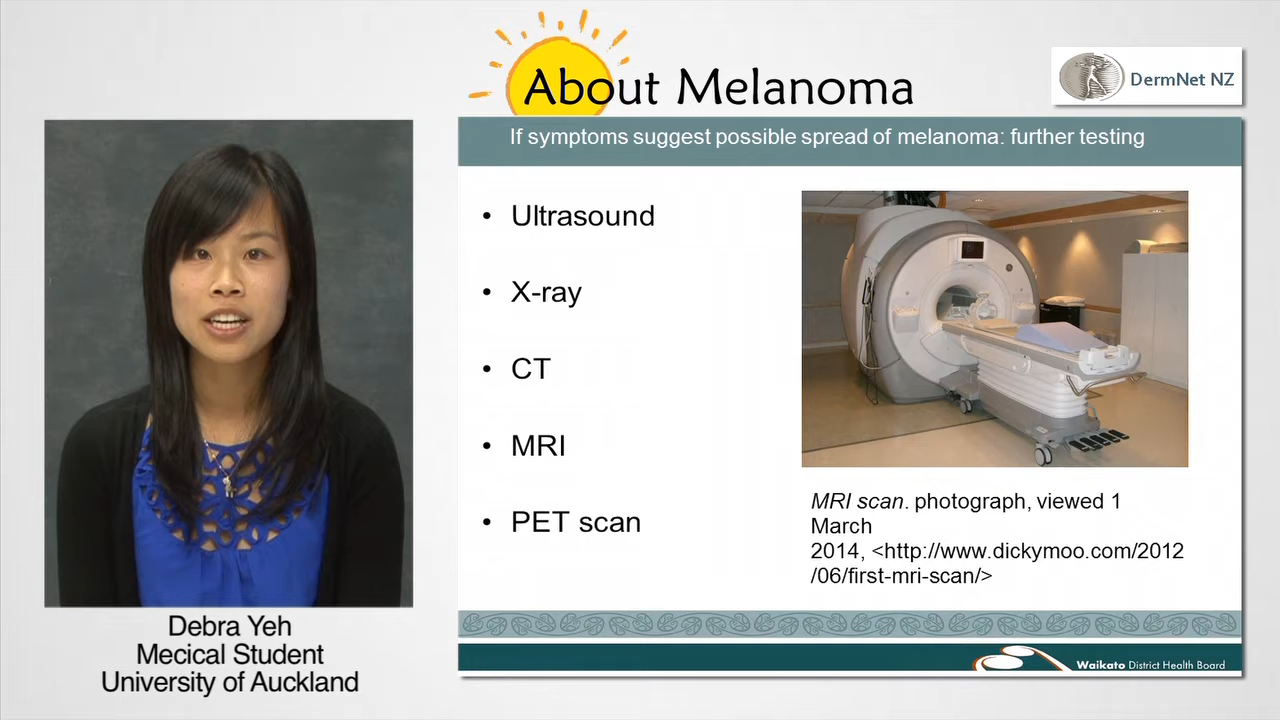 About Melanoma
DermNet NZ
If symptoms suggest possible spread of melanoma: further testing
• Ultrasound
• X-ray
• CT
• MRI
• PET scan
MRI scan. photograph, viewed 1
March
2014, <http://www.dickymoo.com/2012
/06/first-mri-scan/>
Debra Yeh
Mecical Student
University of Auckland
Waikato District Health Board